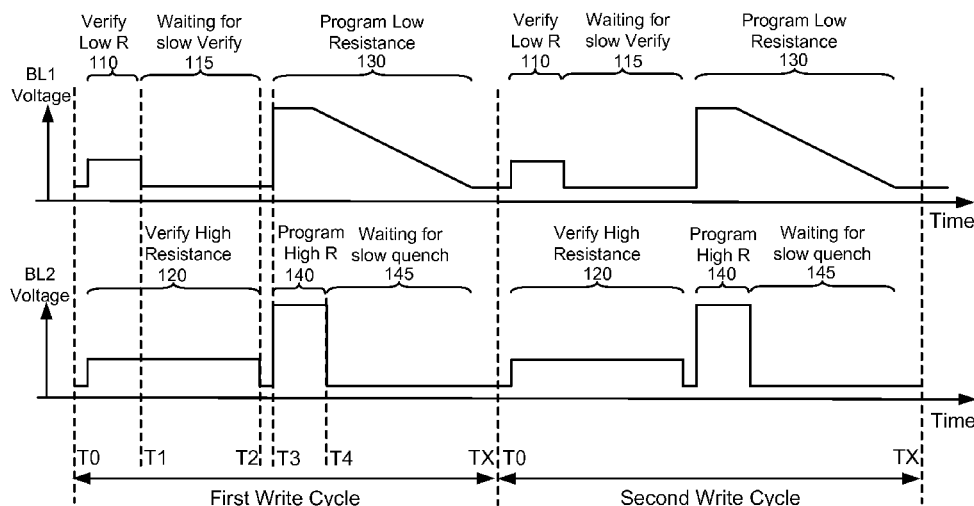 Verify
Low R
110
Waiting for
slow Verify
115
Program Low
Resistance
130
Verify
Low R
110
Waiting for
slow Verify
115
Program Low
Resistance
130
BL1
Voltage
Time
Verify High
Resistance
120
Program
High R
140
Waiting for
slow quench
145
Verify High
Resistance
120
Program
High R
140
Waiting for
slow quench
145
BL2
Voltage
Time
T0 T1 T2 T3 T4 TX T0 TX
First Write Cycle Second Write Cycle